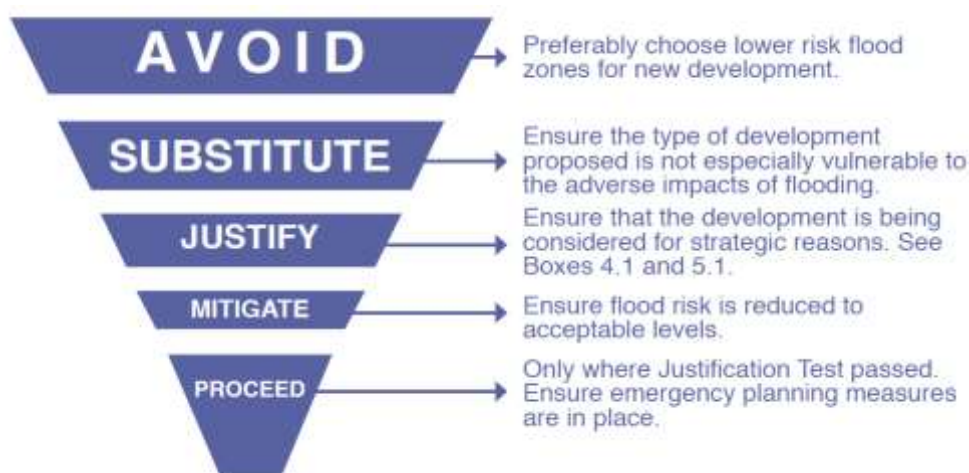 AVOID
Preferably choose lower risk flood
zones for new development.
SUBSTITUTE
Ensure the type of development
proposed is not especially vulnerable to
the adverse impacts of flooding.
JUSTIFY
Ensure that the development is being
considered for strategic reasons. See
Boxes 4.1 and 5.1.
MITIGATE
Ensure flood risk is reduced to
acceptable levels.
PROCEED
Only where Justification Test passed.
Ensure emergency planning measures
are in place.